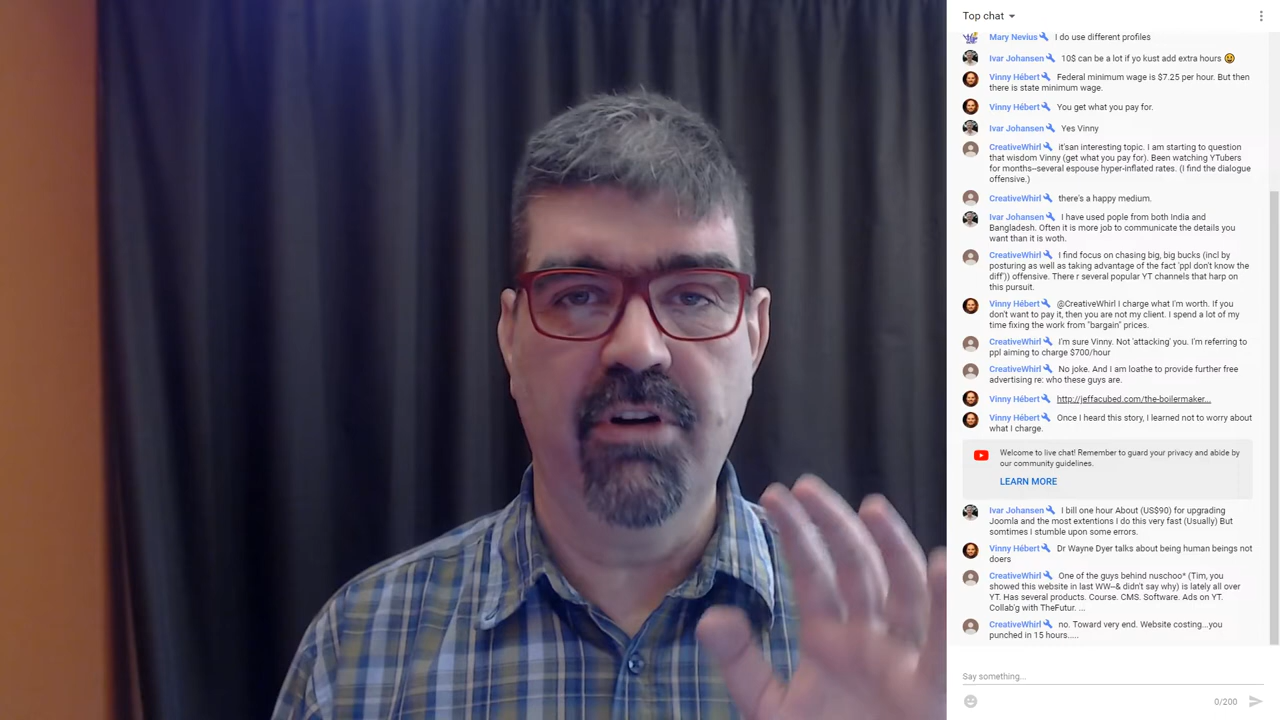 Top chat
Mary Nevius I do use different profiles
Ivar Johansen 10$ can be a lot if yo kust add extra hours
Vinny Hébert Federal minimum wage is $7.25 per hour. But then
there is state minimum wage.
Vinny Hébert You get what you pay for.
Ivar Johansen Yes Vinny
CreativeWhirl it'san interesting topic. I am starting to question
that wisdom Vinny (get what you pay for). Been watching YTubers
for months--several espouse hyper-inflated rates. (I find the dialogue
offensive.)
CreativeWhirl there's a happy medium.
Ivar Johansen I have used pople from both India and
Bangladesh. Often it is more job to communicate the details you
want than it is woth.
CreativeWhirl I find focus on chasing big, big bucks (incl by
posturing as well as taking advantage of the fact 'ppl don't know the
diff')) offensive. There r several popular YT channels that harp on
this pursuit.
Vinny Hébert @CreativeWhirl I charge what I'm worth. If you
don't want to pay it, then you are not my client. I spend a lot of my
time fixing the work from "bargain" prices.
CreativeWhirl I'm sure Vinny. Not 'attacking' you. I'm referring to
ppl aiming to charge $700/hour
CreativeWhirl No joke. And I am loathe to provide further free
advertising re: who these guys are.
Vinny Hébert http://jeffacubed.com/the-boilermaker...
Vinny Hébert Once I heard this story, I learned not to worry about
what I charge.
Welcome to live chat! Remember to guard your privacy and abide by
our community guidelines.
LEARN MORE
Ivar Johansen I bill one hour About (US$90) for upgrading
Joomla and the most extentions I do this very fast (Usually) But
somtimes I stumble upon some errors.
Vinny Hébert Dr Wayne Dyer talks about being human beings not
doers
CreativeWhirl One of the guys behind nuschoo* (Tim, you
showed this website in last WW--& didn't say why) is lately all over
YT. Has several products. Course. CMS. Software. Ads on YT.
Collab'g with TheFutur. ...
CreativeWhirl no. Toward very end. Website costing...you
punched in 15 hours.....
Say something...
0/200